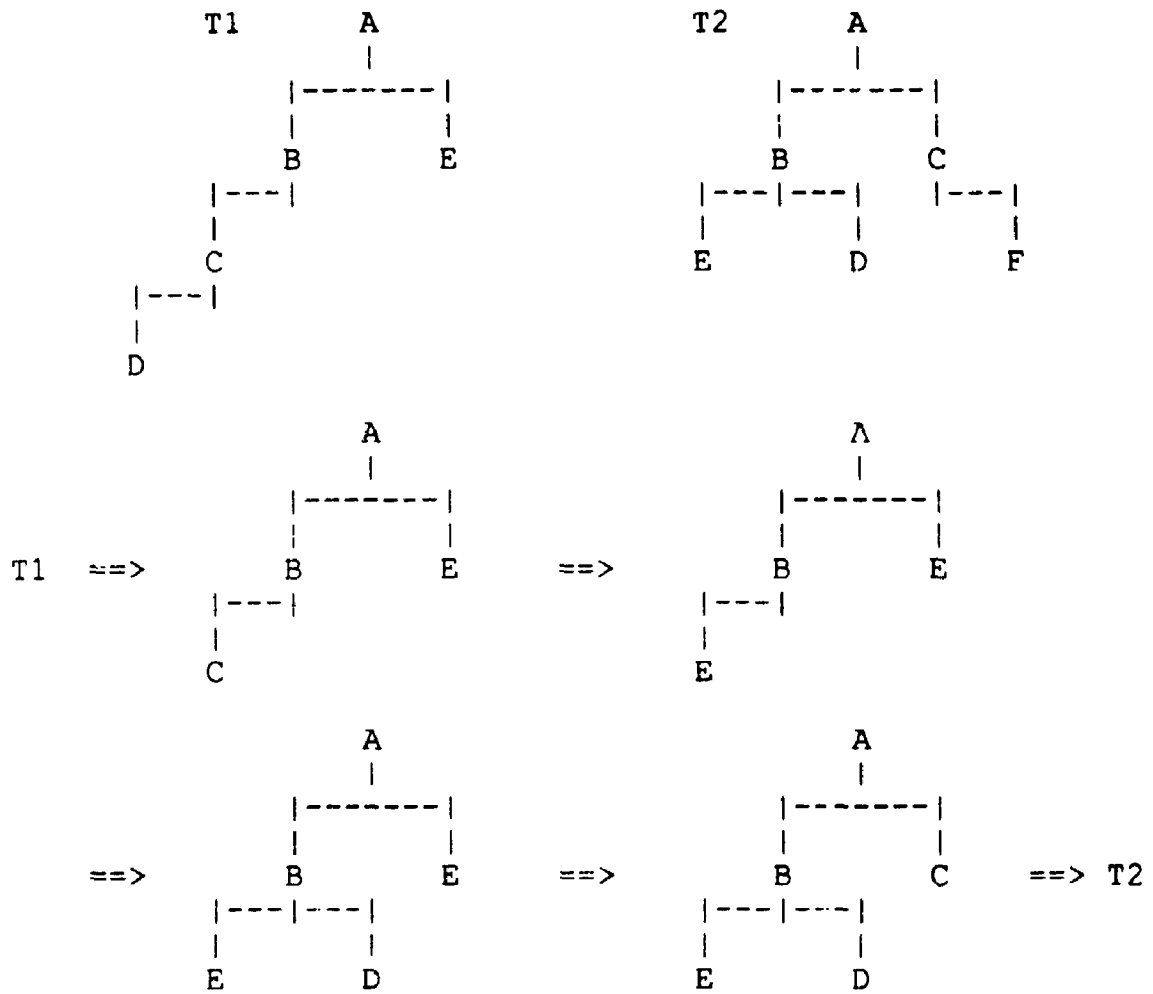 T1 A T2 A
B E B C
C E D F
D
A Λ
T1 ==> B E ==> B E
C E
A A
==> B E ==> B C ==> T2
E D E D